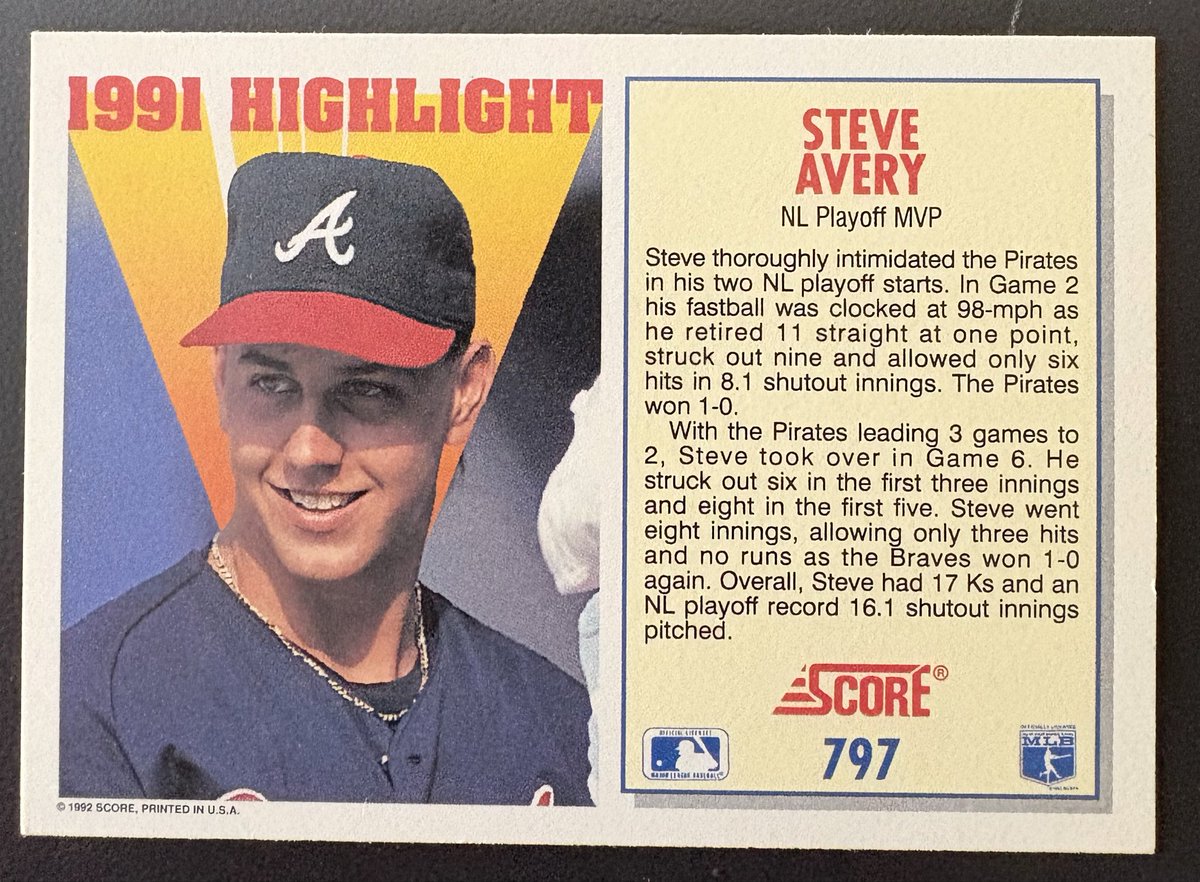 1991 HIGHLIGHT
© 1992 SCORE, PRINTED IN U.S.A.
STEVE
AVERY
NL Playoff MVP
Steve thoroughly intimidated the Pirates
in his two NL playoff starts. In Game 2
his fastball was clocked at 98-mph as
he retired 11 straight at one point,
struck out nine and allowed only six
hits in 8.1 shutout innings. The Pirates
won 1-0.
With the Pirates leading 3 games to
2, Steve took over in Game 6. He
struck out six in the first three innings
and eight in the first five. Steve went
eight innings, allowing only three hits
and no runs as the Braves won 1-0
again. Overall, Steve had 17 Ks and an
NL playoff record 16.1 shutout innings
pitched.
SCORE®
OFFICIAL LICENSEE
MAJOR LEAGUE BASEBALL
797
MLB